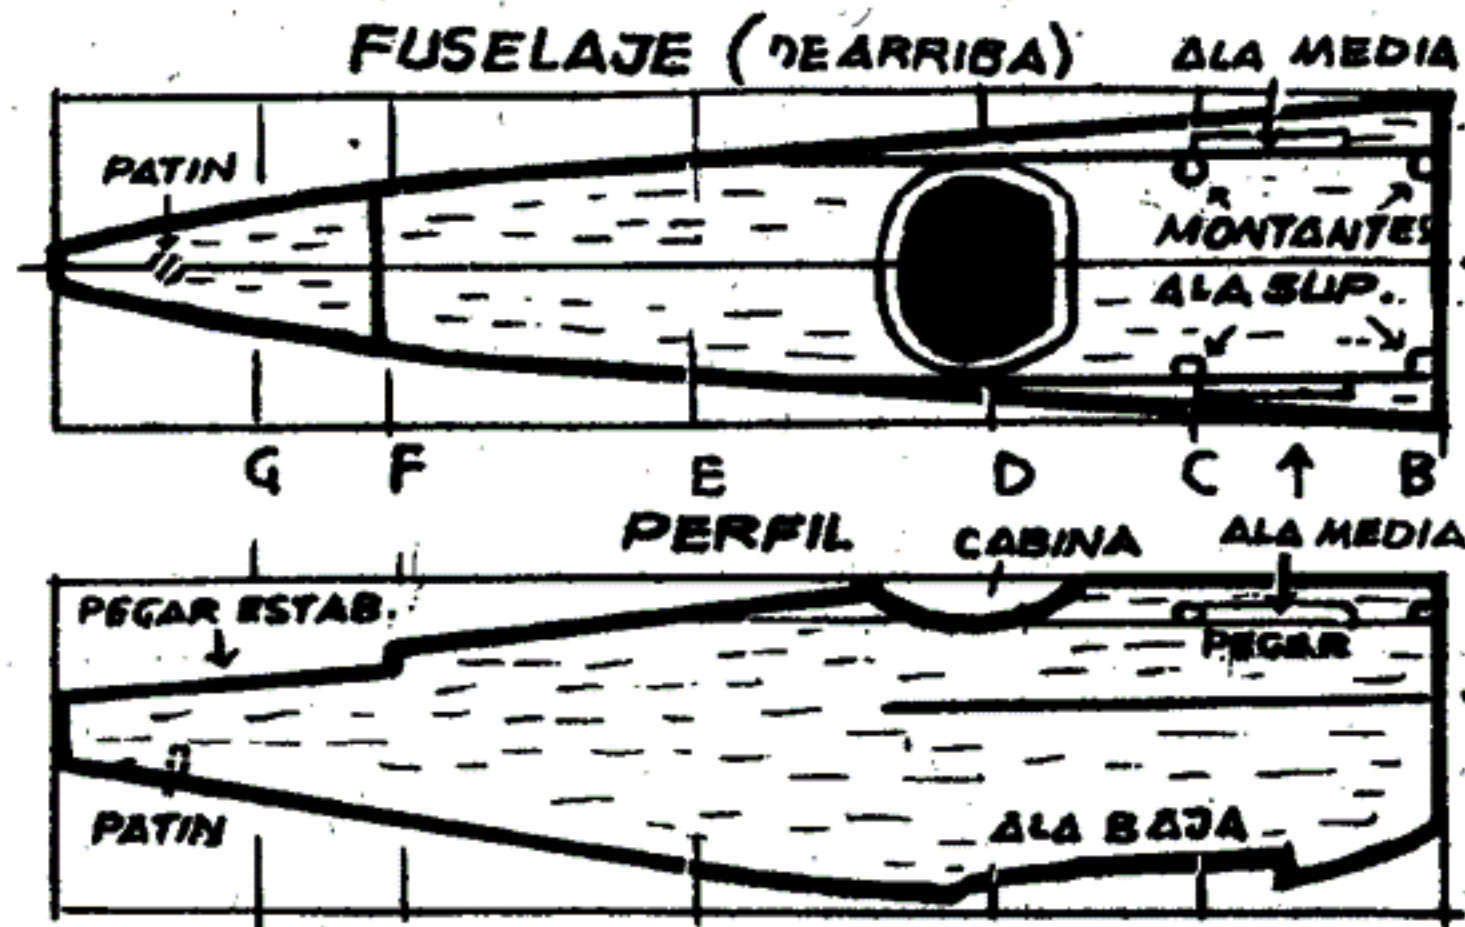 FUSELAJE (DE ARRIBA)
ALA MEDIA
PATIN
MONTANTES
ALA SUP.
G F E D C B
PERFIL
CABINA
ALA MEDIA
PEGAR ESTAB.
PEGAR
PATIN
ALA BAJA